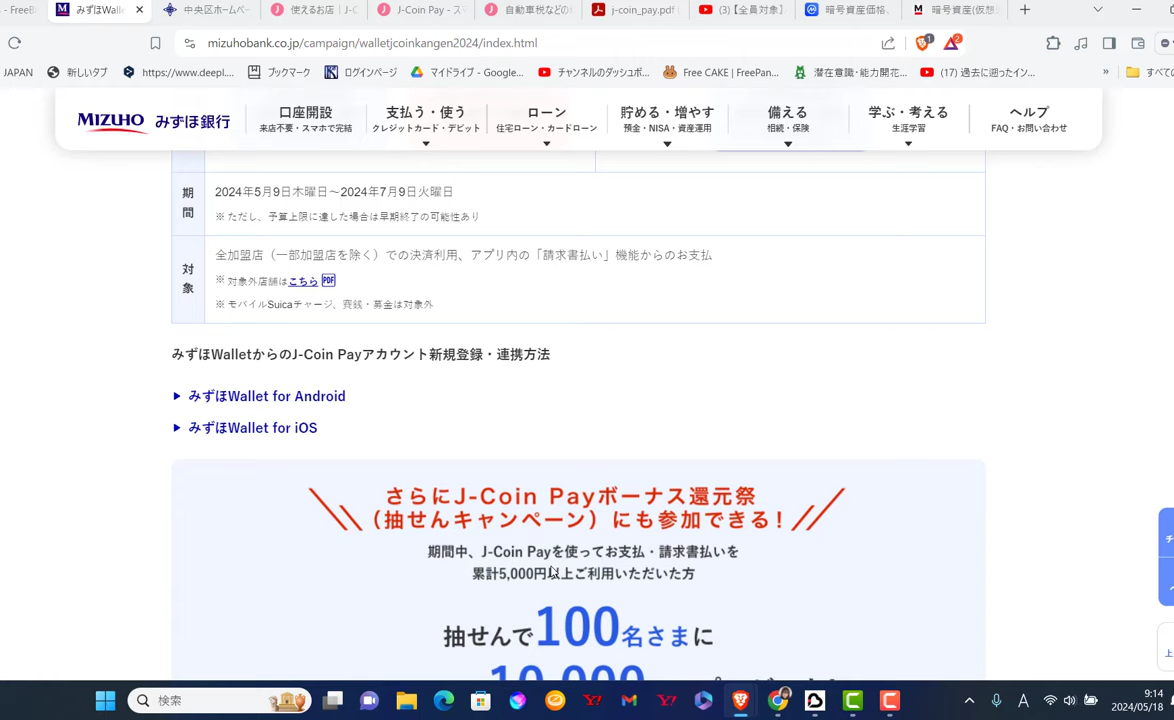 - FreeB
みずほWalle
中央区ホームペー
使えるお店 | J-C
J-Coin Pay - ス
自動車税などの
j-coin_pay.pdf (
(3)【全員対象】
暗号資産価格、
暗号資産(仮想
mizuhobank.co.jp/campaign/walletjcoinkangen2024/index.html
1
2
JAPAN
新しいタブ
https://www.deepl....
ブックマーク
ログインページ
マイドライブ - Google...
チャンネルのダッシュボ...
Free CAKE | FreePan...
潜在意識・能力開花...
(17) 過去に遡ったイン...
»
すべて
MIZUHO みずほ銀行
口座開設
来店不要・スマホで完結
支払う・使う
クレジットカード・デビット
ローン
住宅ローン・カードローン
貯める・増やす
預金・NISA・資産運用
備える
相続・保険
学ぶ・考える
生涯学習
ヘルプ
FAQ・お問い合わせ
期間
2024年5月9日木曜日～2024年7月9日火曜日
※ ただし、予算上限に達した場合は早期終了の可能性あり
対象
全加盟店（一部加盟店を除く）での決済利用、アプリ内の「請求書払い」機能からのお支払
※ 対象外店舗はこちら PDF
※ モバイルSuicaチャージ、賽銭・募金は対象外
みずほWalletからのJ-Coin Payアカウント新規登録・連携方法
みずほWallet for Android
みずほWallet for iOS
さらにJ-Coin Payボーナス還元祭
（抽せんキャンペーン）にも参加できる！
期間中、J-Coin Payを使ってお支払・請求書払いを
累計5,000円以上ご利用いただいた方
抽せんで100名さまに
10,000
チ
上
検索
A
9:14
2024/05/18